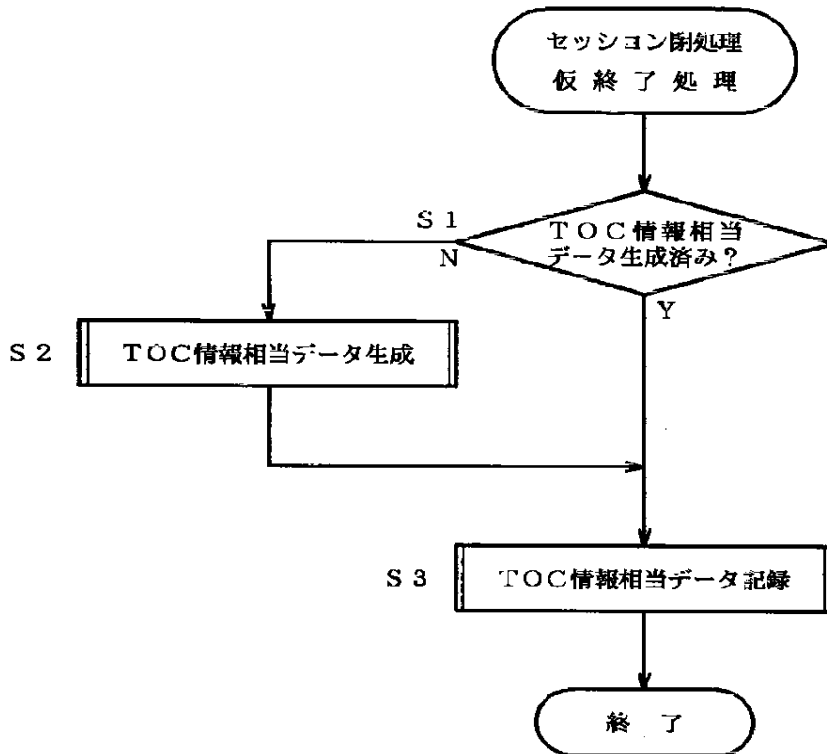 セッション閉処理
仮終了処理
S1
TOC情報相当
データ生成済み?
N
Y
S2
TOC情報相当データ生成
S3
TOC情報相当データ記録
終了